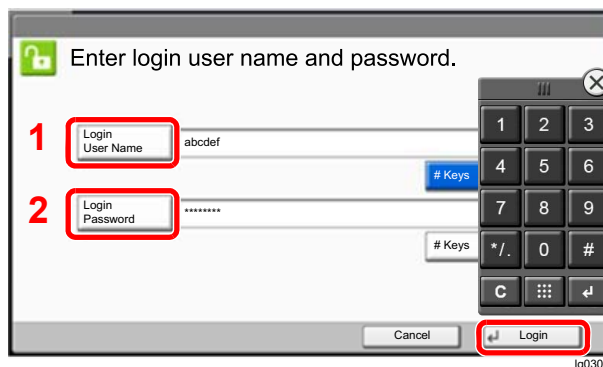 Enter login user name and password.
1
Login
User Name
abcdef
# Keys
2
Login
Password
********
# Keys
1 2 3
4 5 6
7 8 9
*/. 0 #
C
Cancel
Login
lg030